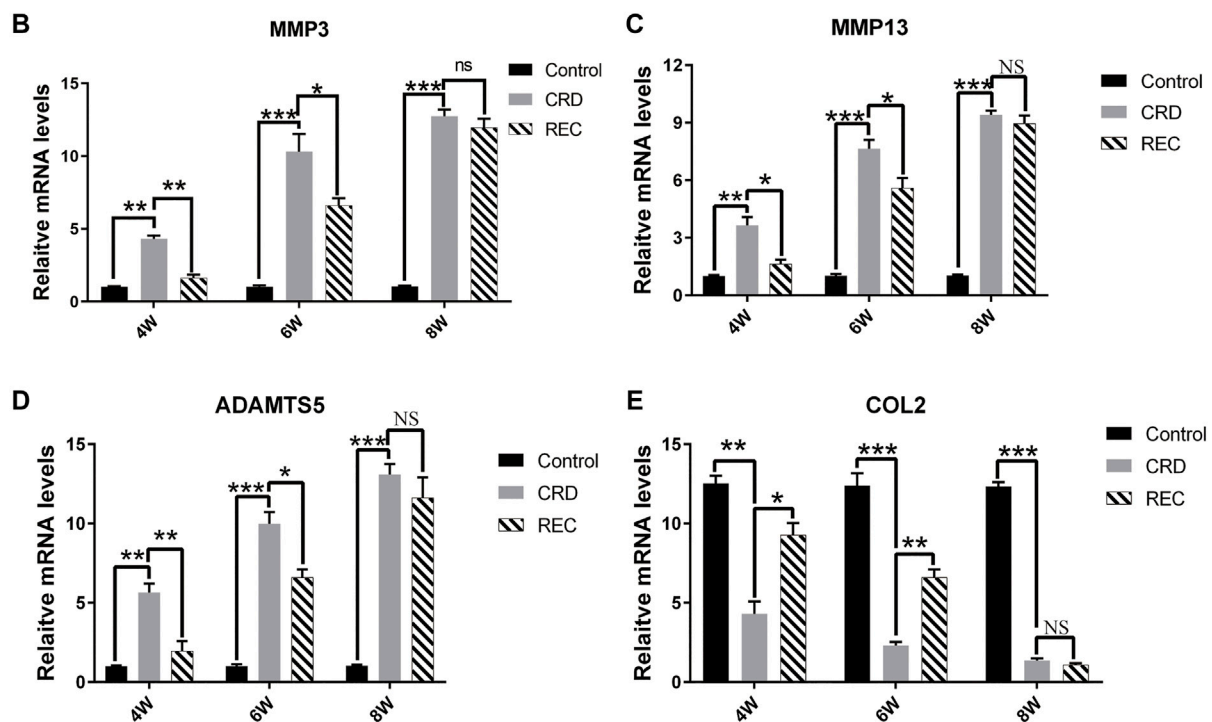 B
MMP3
Relaitve mRNA levels
15
10
5
0
**
**
***
*
***
ns
4W
6W
8W
Control
CRD
REC
C
MMP13
Relaitve mRNA levels
12
9
6
3
0
**
*
***
*
***
NS
4W
6W
8W
Control
CRD
REC
D
ADAMTS5
Relaitve mRNA levels
15
10
5
0
**
**
***
*
***
NS
4W
6W
8W
Control
CRD
REC
E
COL2
Relaitve mRNA levels
15
10
5
0
**
*
***
**
***
NS
4W
6W
8W
Control
CRD
REC